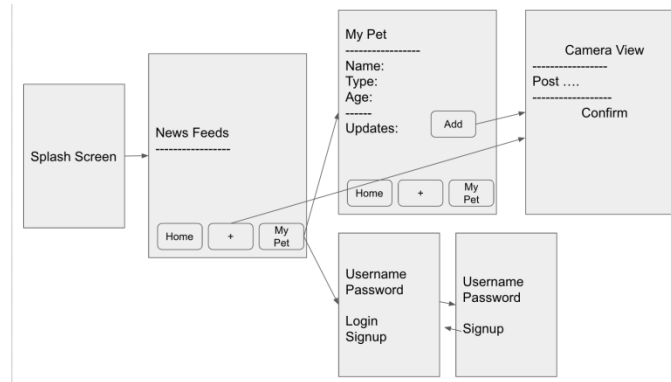 Splash Screen
News Feeds
-----------------
Home
+
My
Pet
My Pet
-----------------
Name:
Type:
Age:
------
Updates:
Add
Home
+
My
Pet
Camera View
-----------------
Post ....
------------------
Confirm
Username
Password
Login
Signup
Username
Password
Signup